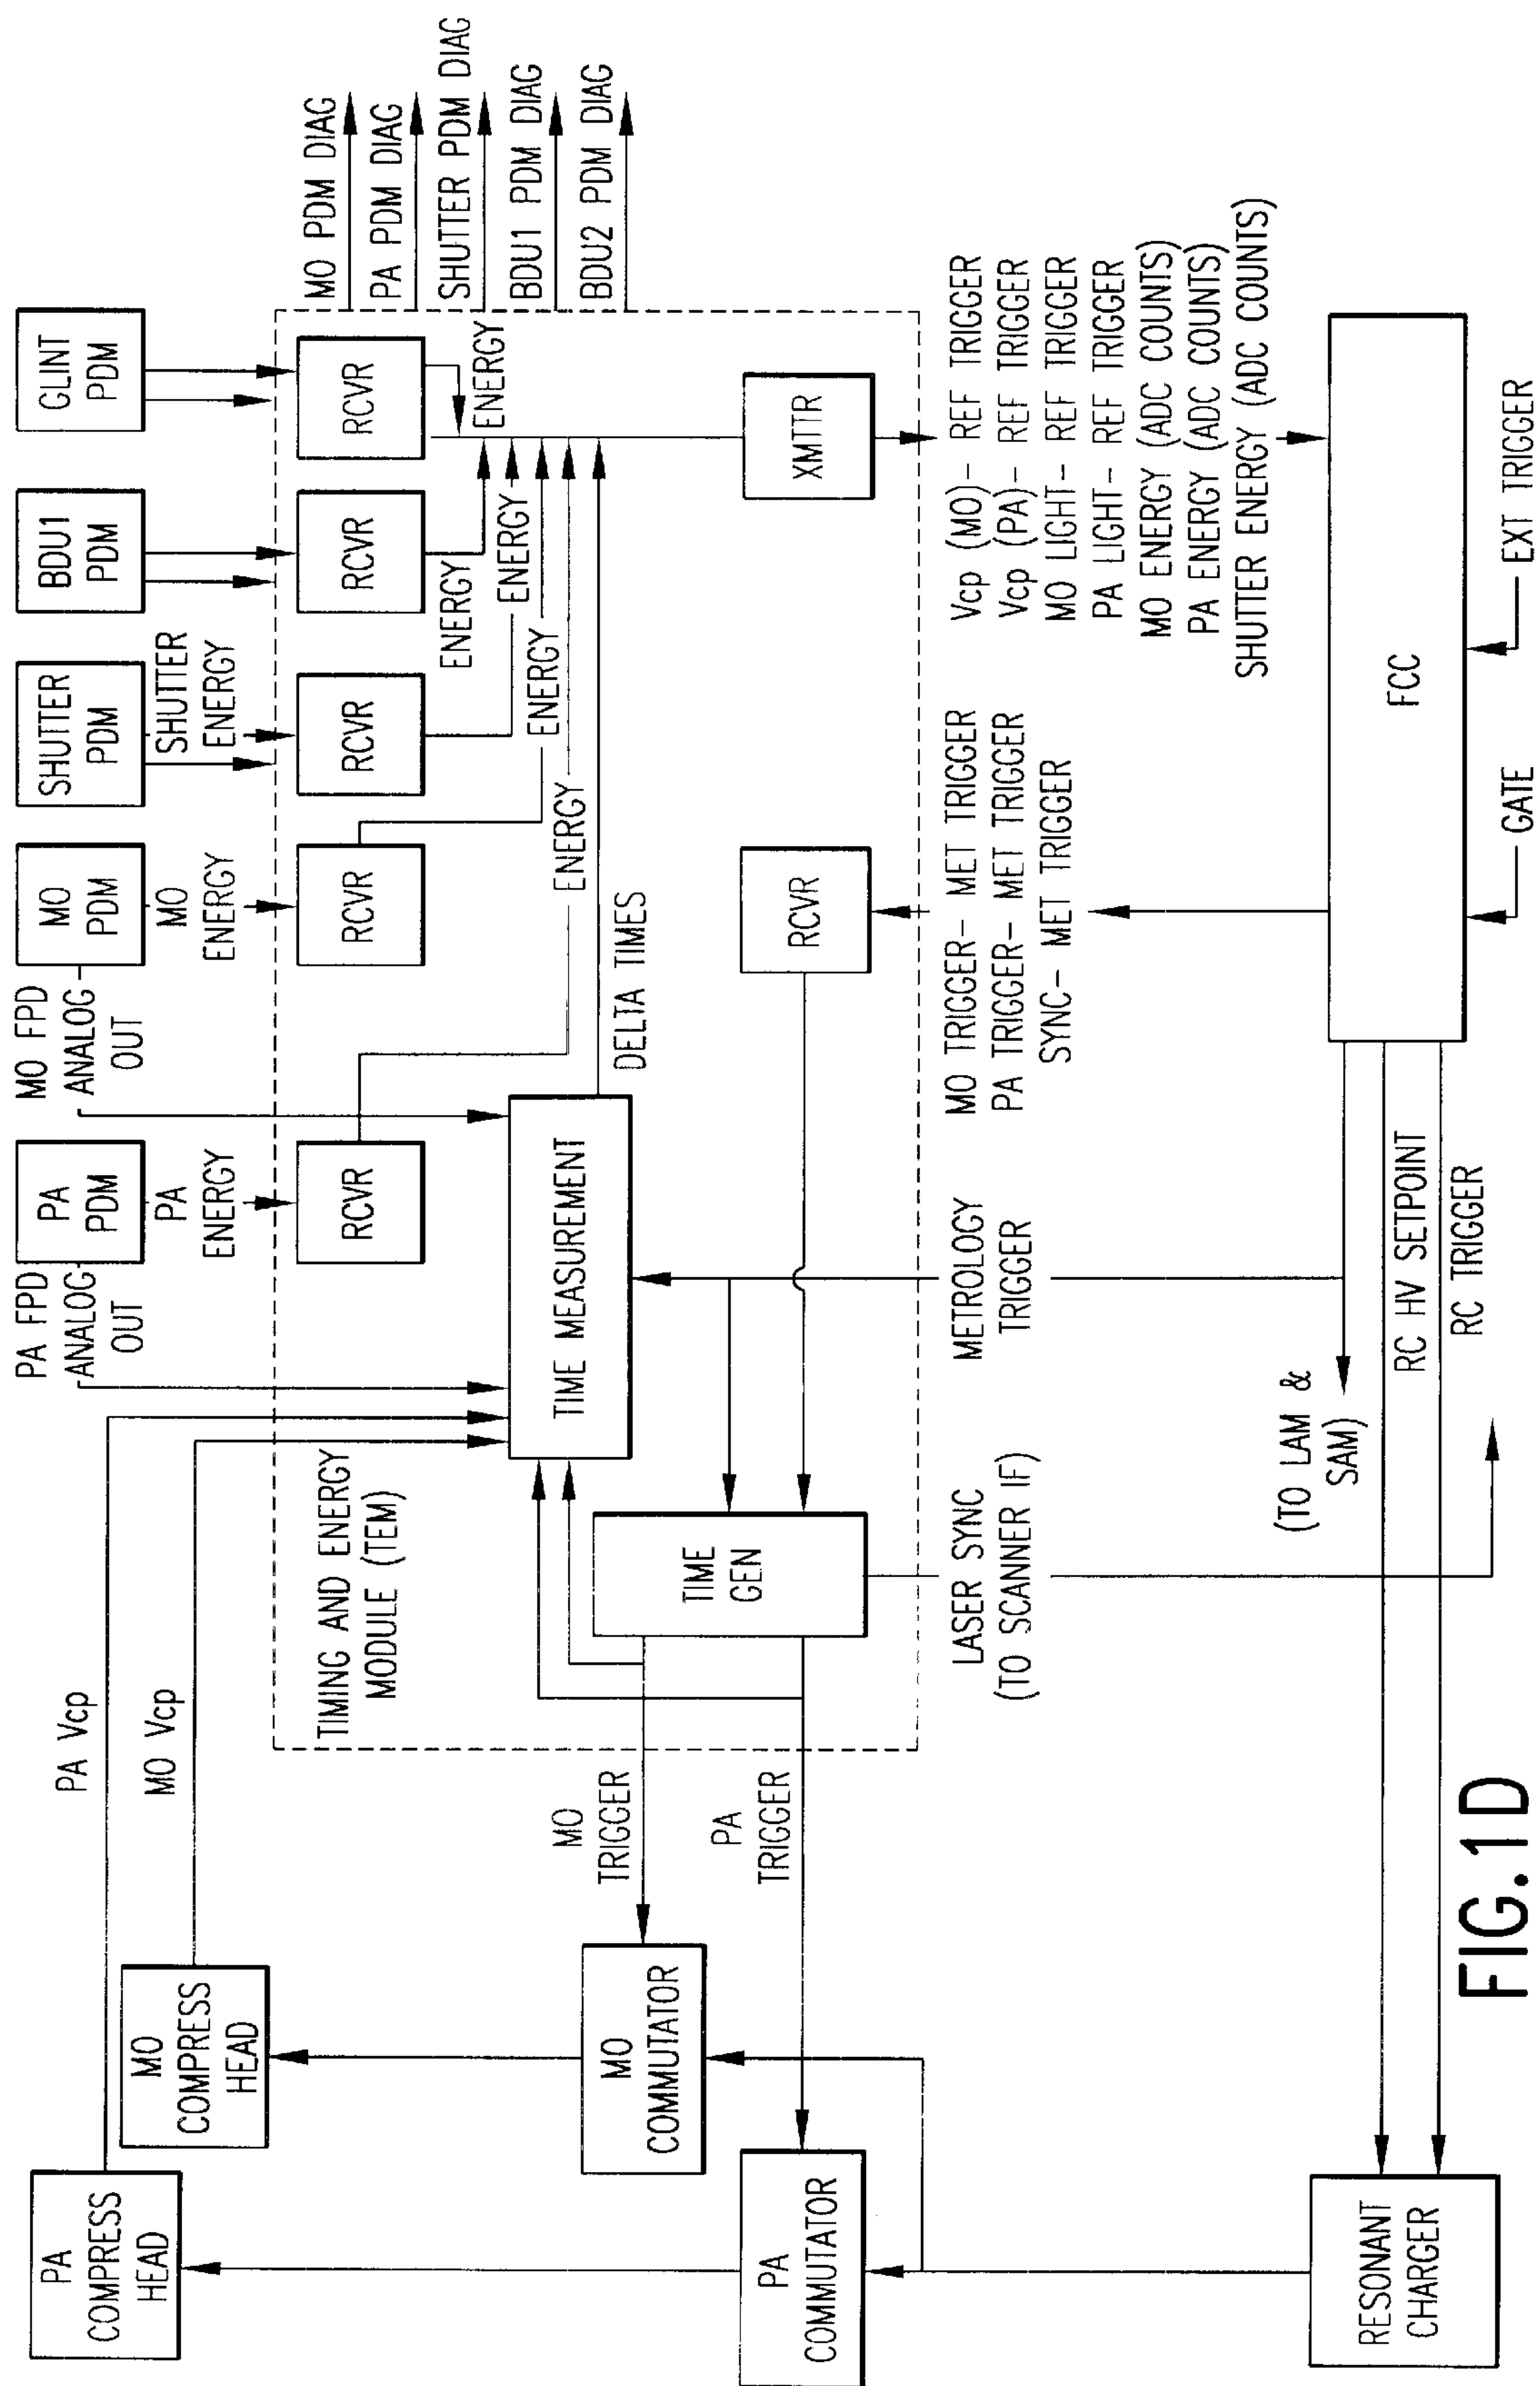 PA
COMPRESS
HEAD
MO
COMPRESS
HEAD
PA Vcp
MO Vcp
PA FPD
ANALOG
OUT
PA
PDM
PA
ENERGY
MO FPD
ANALOG
OUT
MO
PDM
MO
ENERGY
SHUTTER
PDM
SHUTTER
ENERGY
BDU1
PDM
GLINT
PDM
MO PDM DIAG
PA PDM DIAG
SHUTTER PDM DIAG
BDU1 PDM DIAG
BDU2 PDM DIAG
TIMING AND ENERGY
MODULE (TEM)
RCVR
RCVR
RCVR
RCVR
RCVR
ENERGY
ENERGY
ENERGY
ENERGY
ENERGY
TIME MEASUREMENT
DELTA TIMES
MO
TRIGGER
PA
TRIGGER
MO
COMMUTATOR
PA
COMMUTATOR
TIME
GEN
RCVR
XMTTR
LASER SYNC
(TO SCANNER IF)
METROLOGY
TRIGGER
MO TRIGGER- MET TRIGGER
PA TRIGGER- MET TRIGGER
SYNC- MET TRIGGER
Vcp (MO)- REF TRIGGER
Vcp (PA)- REF TRIGGER
MO LIGHT- REF TRIGGER
PA LIGHT- REF TRIGGER
MO ENERGY (ADC COUNTS)
PA ENERGY (ADC COUNTS)
SHUTTER ENERGY (ADC COUNTS)
(TO LAM &
SAM)
RC HV SETPOINT
RC TRIGGER
RESONANT
CHARGER
FCC
GATE
EXT TRIGGER
FIG.1D